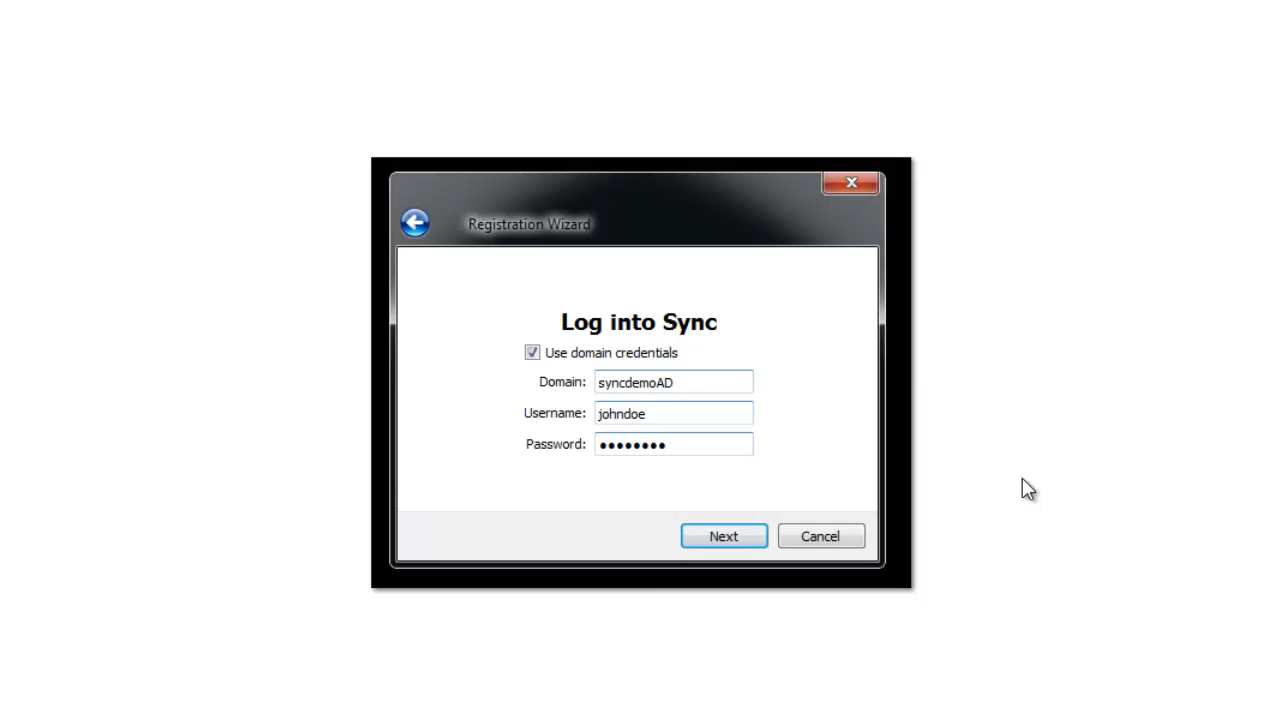 Registration Wizard
Log into Sync
Use domain credentials
Domain: syncdemoAD
Username: johndoe
Password: ●●●●●●●●
Next Cancel